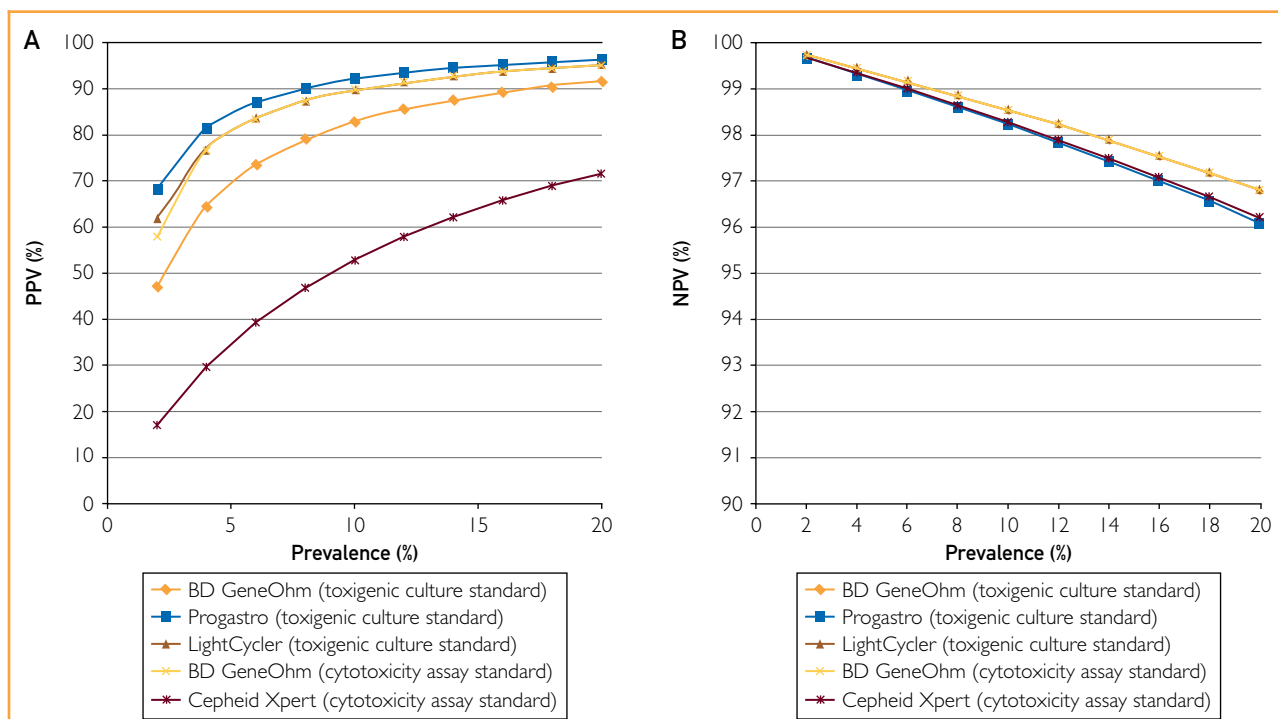 A
100
90
80
70
60
50
40
30
20
10
0
PPV (%)
0 5 10 15 20
Prevalence (%)
BD GeneOhm (toxigenic culture standard)
Progastro (toxigenic culture standard)
LightCycler (toxigenic culture standard)
BD GeneOhm (cytotoxicity assay standard)
Cepheid Xpert (cytotoxicity assay standard)
B
100
99
98
97
96
95
94
93
92
91
90
NPV (%)
0 2 4 6 8 10 12 14 16 18 20
Prevalence (%)
BD GeneOhm (toxigenic culture standard)
Progastro (toxigenic culture standard)
LightCycler (toxigenic culture standard)
BD GeneOhm (cytotoxicity assay standard)
Cepheid Xpert (cytotoxicity assay standard)